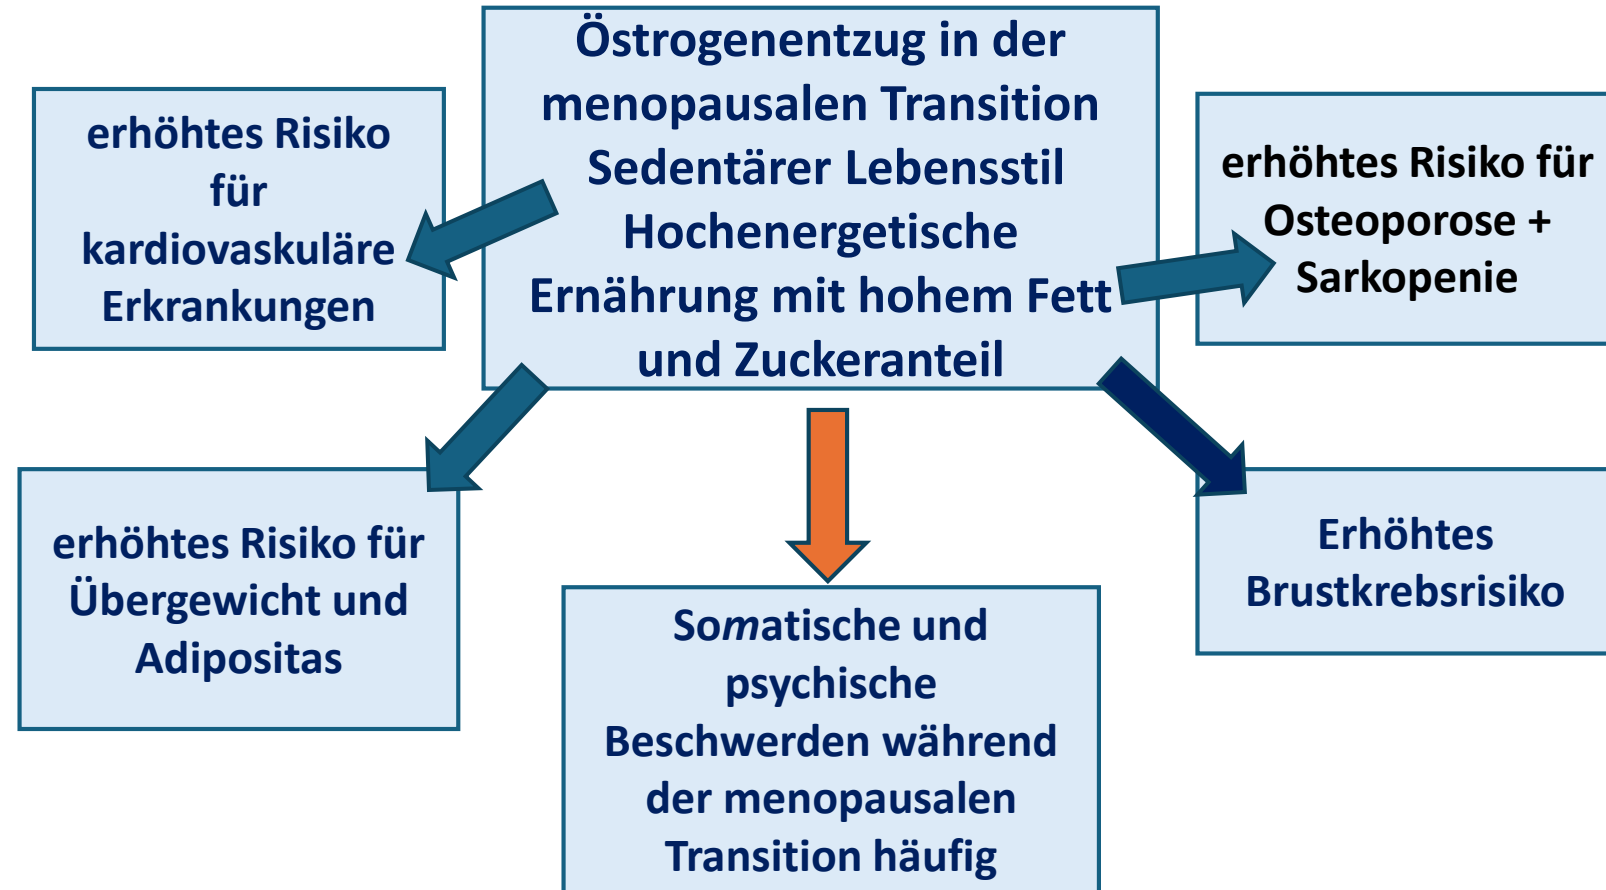 Östrogenentzug in der
menopausalen Transition
Sedentärer Lebensstil
Hochenergetische
Ernährung mit hohem Fett
und Zuckeranteil
erhöhtes Risiko
für
kardiovaskuläre
Erkrankungen
erhöhtes Risiko für
Osteoporose +
Sarkopenie
erhöhtes Risiko für
Übergewicht und
Adipositas
Somatische und
psychische
Beschwerden während
der menopausalen
Transition häufig
Erhöhtes
Brustkrebsrisiko